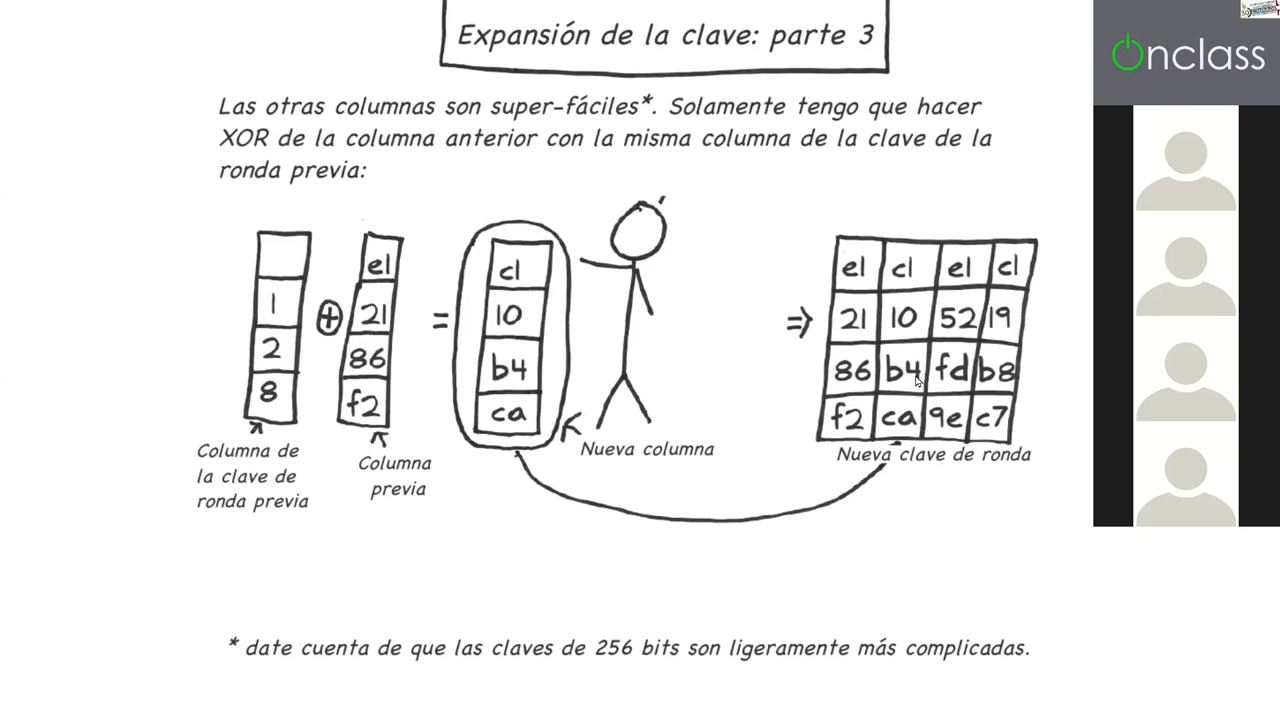 Expansión de la clave: parte 3
Onclass
Las otras columnas son super-fáciles*. Solamente tengo que hacer
XOR de la columna anterior con la misma columna de la clave de la
ronda previa:
1
2
8
⊕
e1
21
86
f2
=
c1
10
b4
ca
⇒
e1 c1 e1 c1
21 10 52 19
86 b4 fd b8
f2 ca 9e c7
Columna de
la clave de
ronda previa
Columna
previa
Nueva columna
Nueva clave de ronda
* date cuenta de que las claves de 256 bits son ligeramente más complicadas.